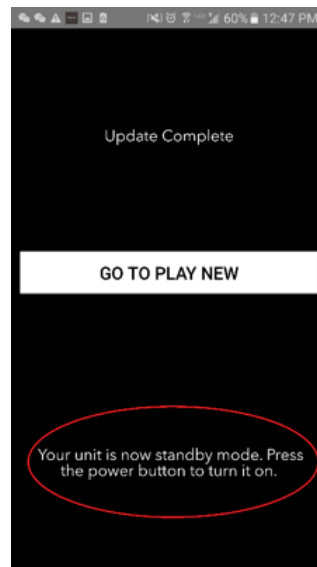 60% 12:47 PM
Update Complete
GO TO PLAY NEW
Your unit is now standby mode. Press
the power button to turn it on.